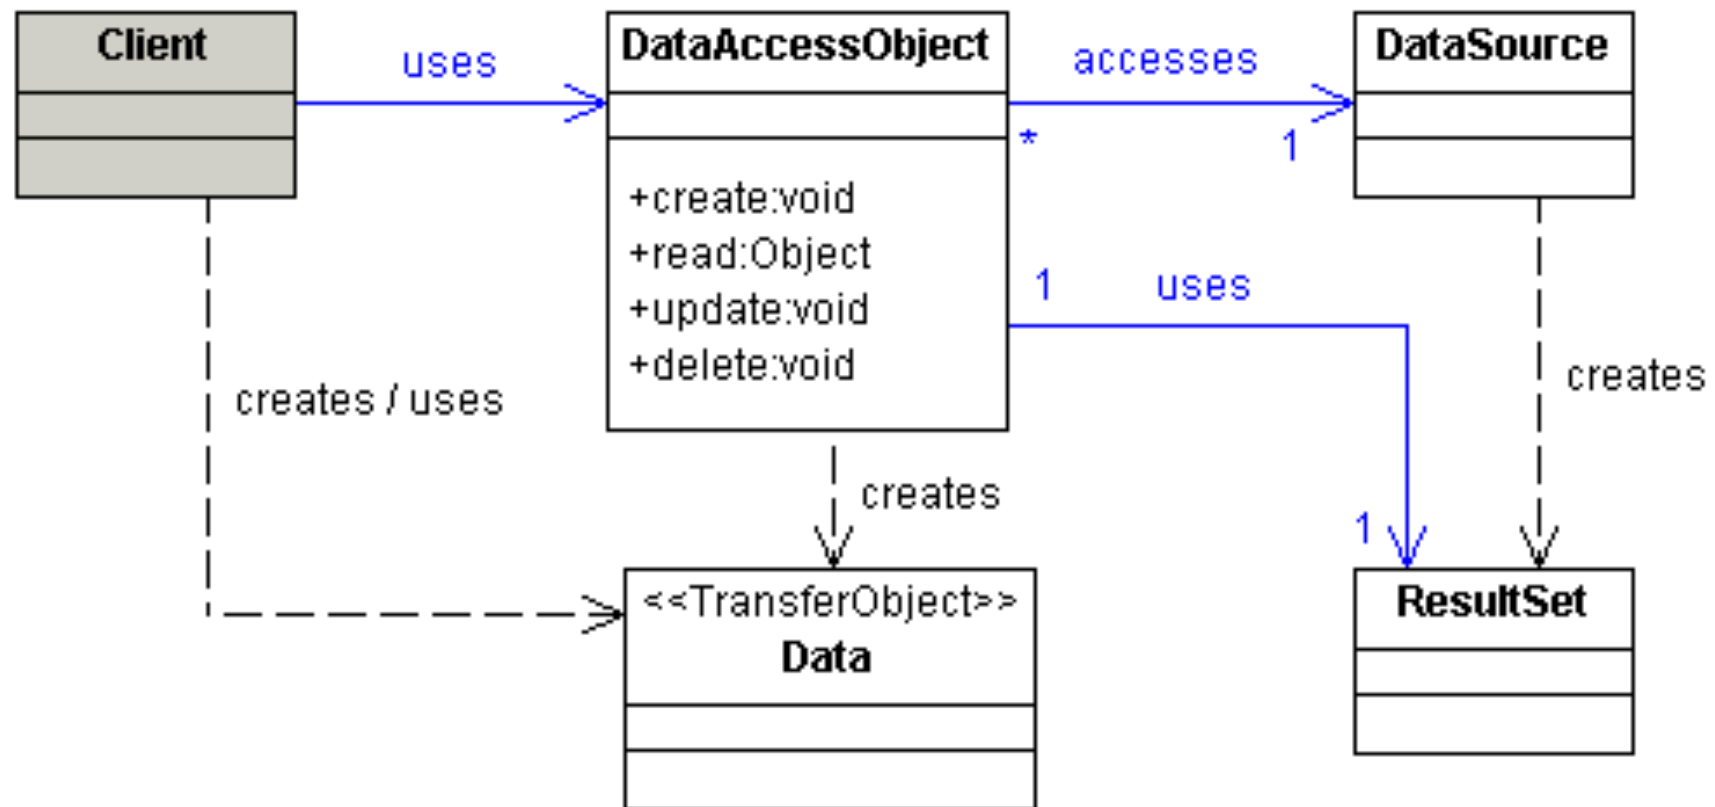 Client
uses
DataAccessObject
accesses
DataSource
*
1
+create:void
+read:Object
+update:void
+delete:void
1
uses
creates / uses
creates
creates
1
<<TransferObject>>
Data
ResultSet